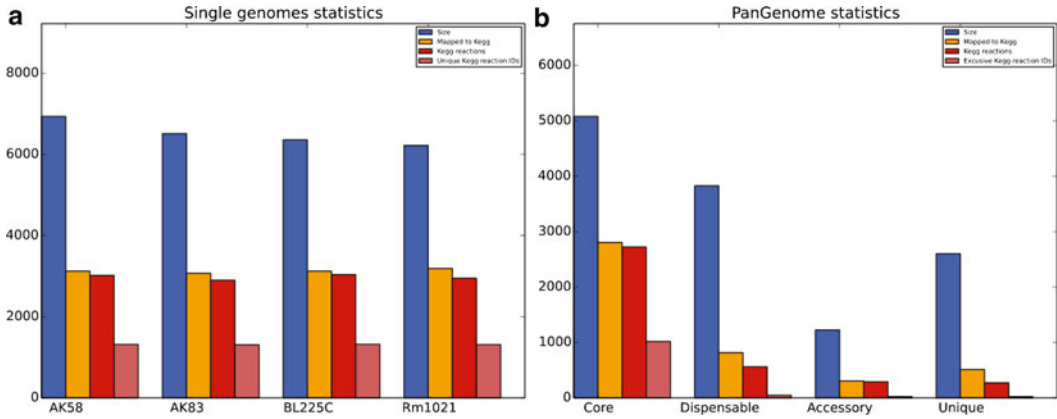 a
Single genomes statistics
Size
Mapped to Kegg
Kegg reactions
Unique Kegg reaction IDs
8000
6000
4000
2000
0
AK58
AK83
BL225C
Rm1021
b
PanGenome statistics
Size
Mapped to Kegg
Kegg reactions
Excusive Kegg reaction IDs
6000
5000
4000
3000
2000
1000
0
Core
Dispensable
Accessory
Unique